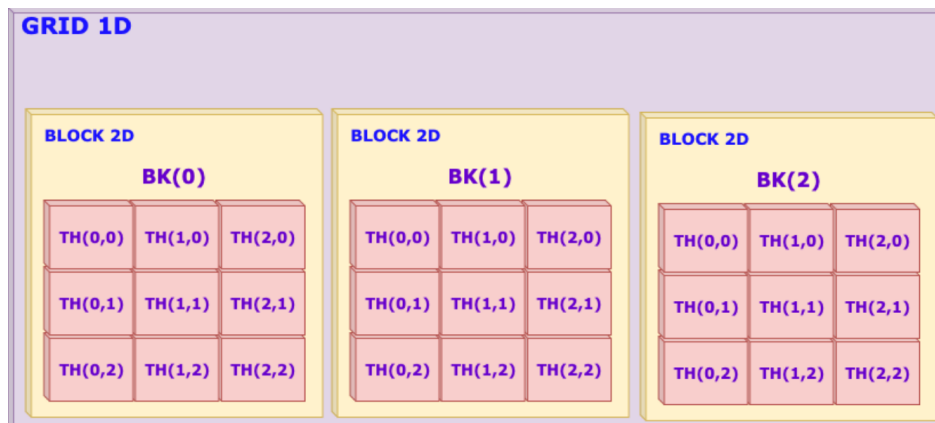 GRID 1D
BLOCK 2D
BK(0)
TH(0,0) TH(1,0) TH(2,0)
TH(0,1) TH(1,1) TH(2,1)
TH(0,2) TH(1,2) TH(2,2)
BLOCK 2D
BK(1)
TH(0,0) TH(1,0) TH(2,0)
TH(0,1) TH(1,1) TH(2,1)
TH(0,2) TH(1,2) TH(2,2)
BLOCK 2D
BK(2)
TH(0,0) TH(1,0) TH(2,0)
TH(0,1) TH(1,1) TH(2,1)
TH(0,2) TH(1,2) TH(2,2)